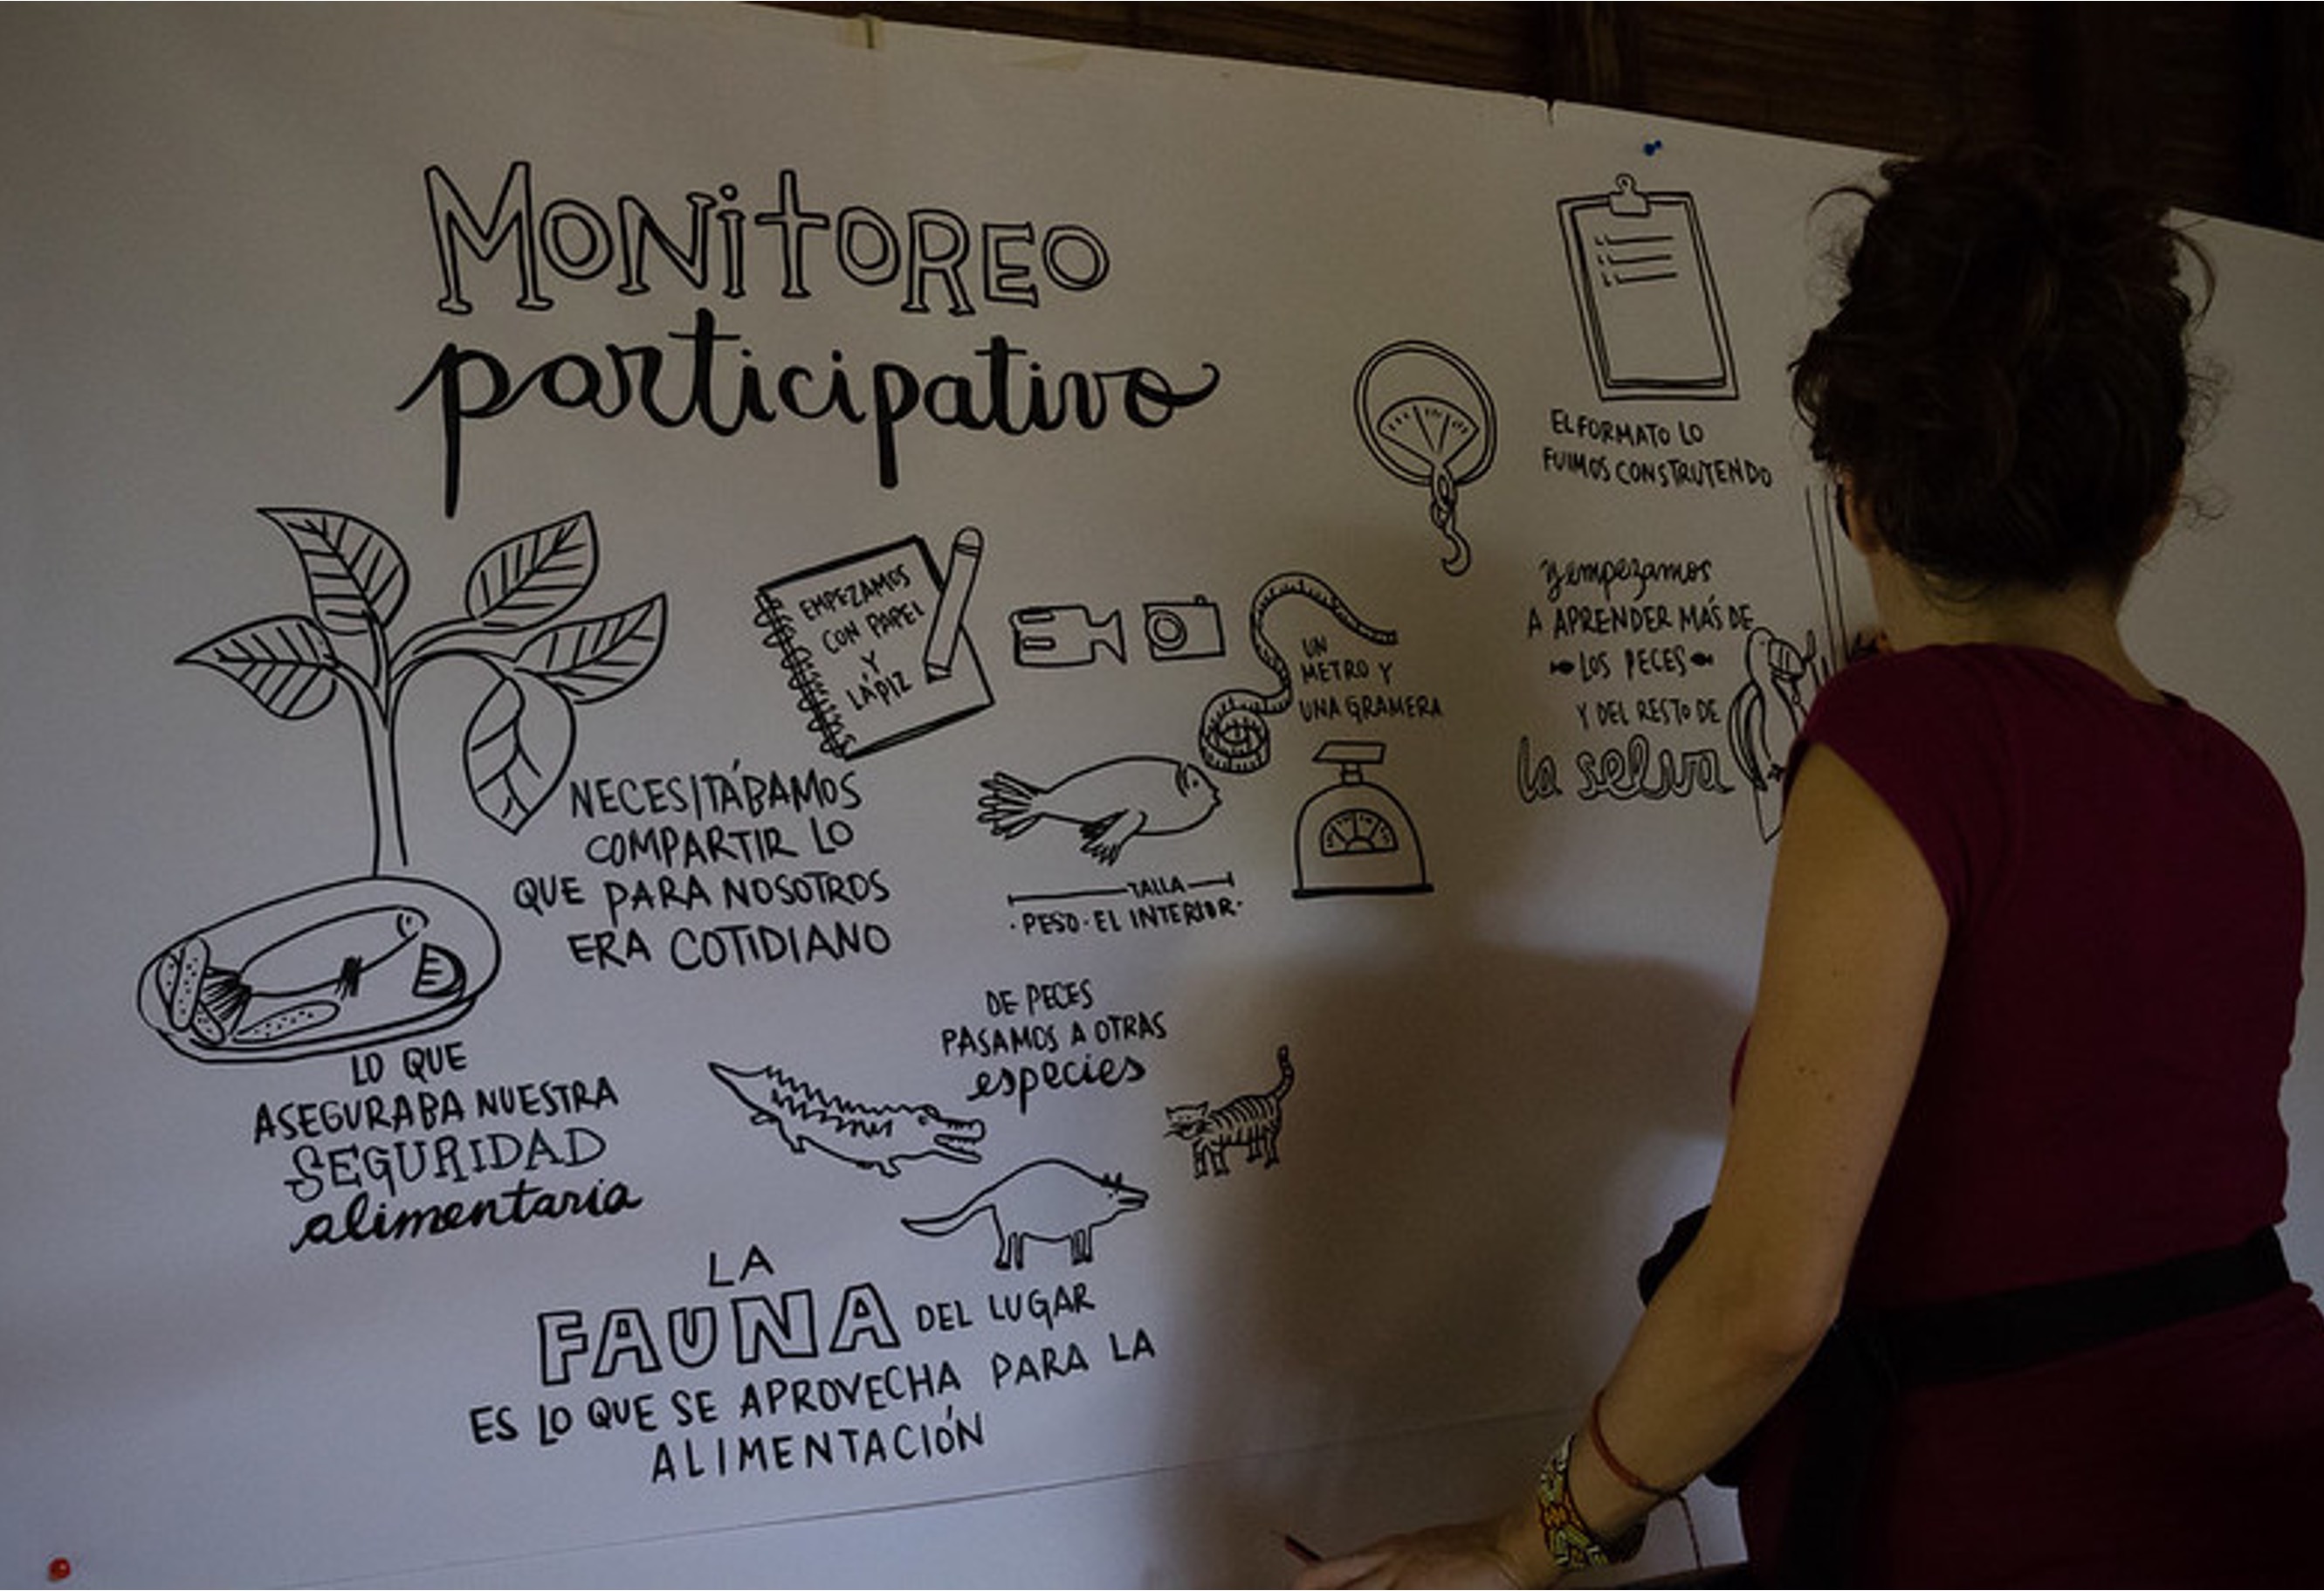 MONiTOREO
participativo
EMPEZAMOS
CON PAPEL
Y
LÁPIZ
NECESITÁBAMOS
COMPARTIR LO
QUE PARA NOSOTROS
ERA COTIDIANO
LO QUE
ASEGURABA NUESTRA
SEGURIDAD
alimentaria
UN
METRO Y
UNA GRAMERA
TALLA
· PESO · EL INTERIOR ·
DE PECES
PASAMOS A OTRAS
especies
LA
FAUNA DEL LUGAR
ES LO QUE SE APROVECHA PARA LA
ALIMENTACIÓN
EL FORMATO LO
FUIMOS CONSTRUYENDO
y empezamos
A APRENDER MÁS DE
LOS PECES
Y DEL RESTO DE
la selva